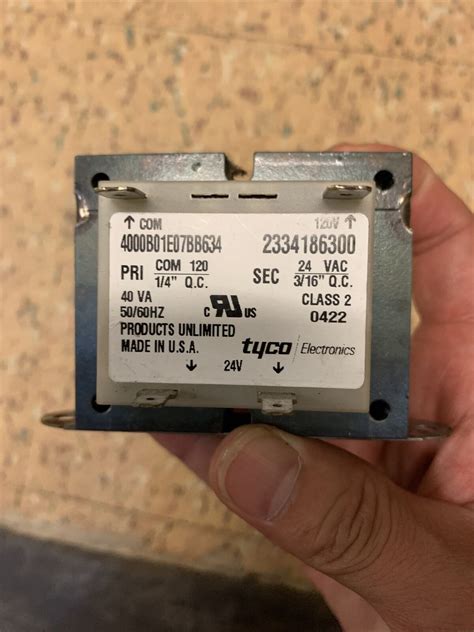 ↑ COM 120V ↑
4000B01E07BB634 2334186300
PRI COM 120 1/4" Q.C. SEC 24 VAC 3/16" Q.C.
40 VA CLASS 2
50/60HZ c RU US 0422
PRODUCTS UNLIMITED
MADE IN U.S.A. tyco Electronics
↓ 24V ↓